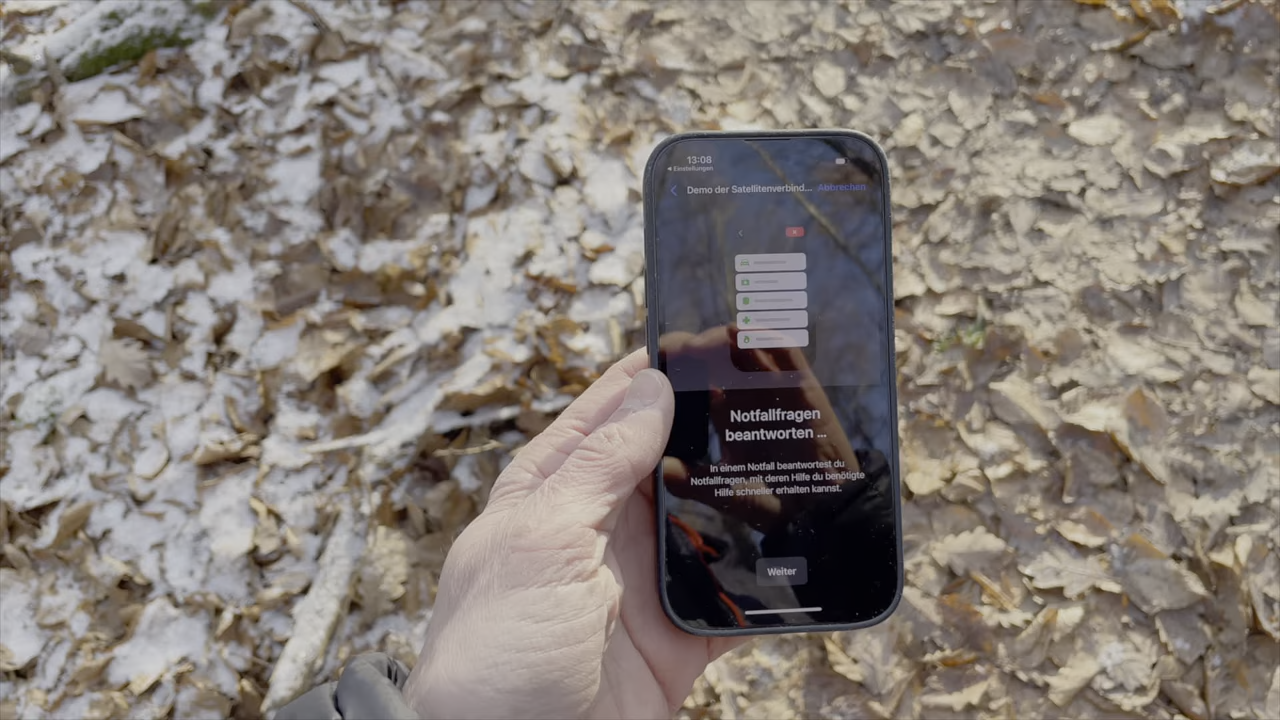 13:08
◀ Einstellungen
Demo der Satellitenverbind... Abbrechen
Notfallfragen
beantworten ...
In einem Notfall beantwortest du
Notfallfragen, mit deren Hilfe du benötigte
Hilfe schneller erhalten kannst.
Weiter